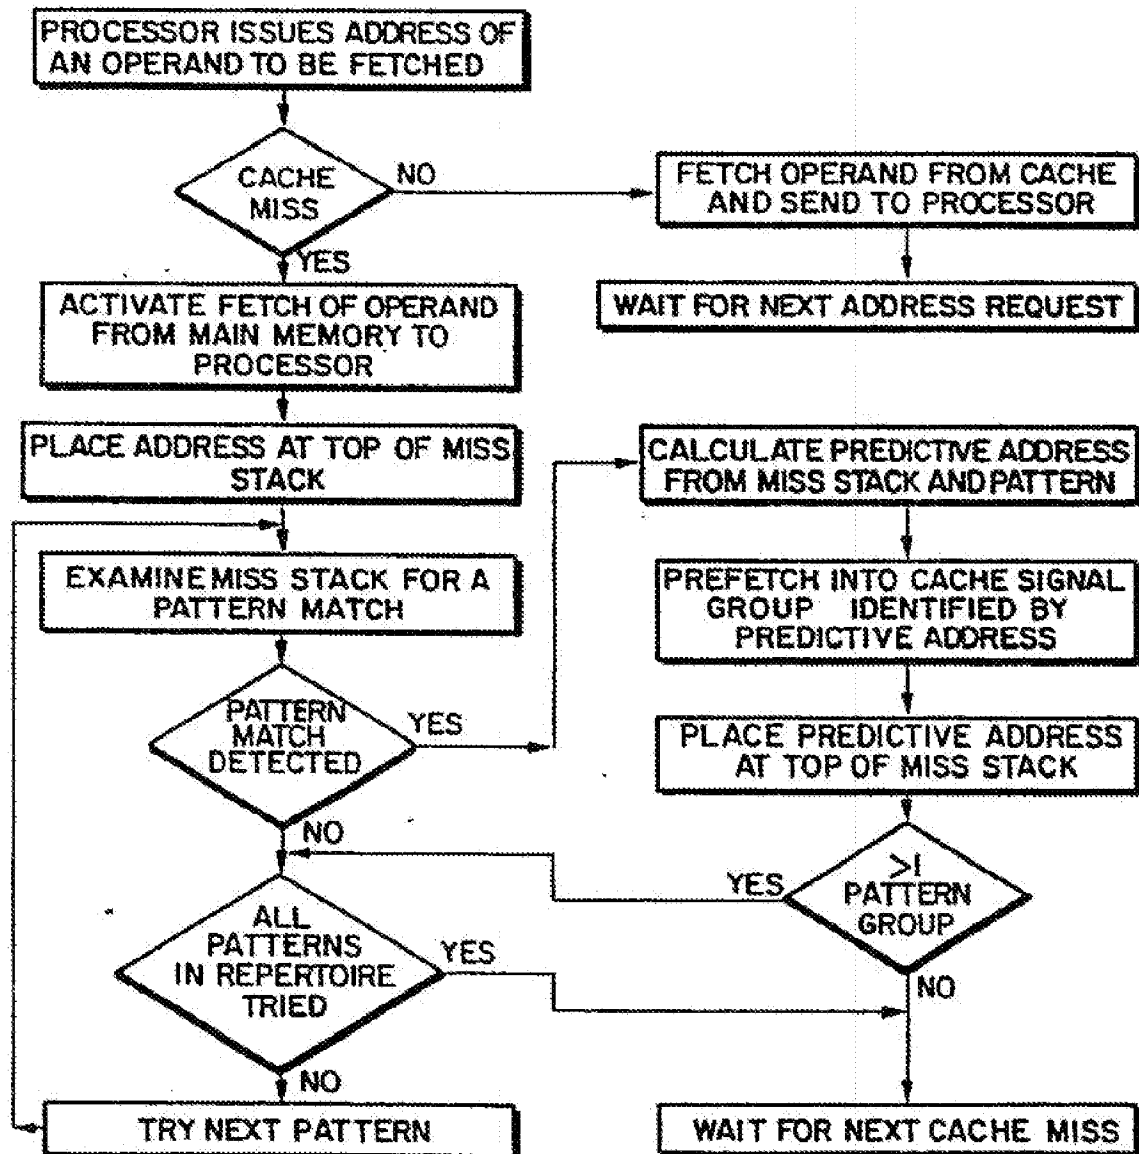 PROCESSOR ISSUES ADDRESS OF
AN OPERAND TO BE FETCHED
CACHE
MISS
NO
YES
FETCH OPERAND FROM CACHE
AND SEND TO PROCESSOR
WAIT FOR NEXT ADDRESS REQUEST
ACTIVATE FETCH OF OPERAND
FROM MAIN MEMORY TO
PROCESSOR
PLACE ADDRESS AT TOP OF MISS
STACK
EXAMINE MISS STACK FOR A
PATTERN MATCH
PATTERN
MATCH
DETECTED
YES
NO
CALCULATE PREDICTIVE ADDRESS
FROM MISS STACK AND PATTERN
PREFETCH INTO CACHE SIGNAL
GROUP IDENTIFIED BY
PREDICTIVE ADDRESS
PLACE PREDICTIVE ADDRESS
AT TOP OF MISS STACK
>1
PATTERN
GROUP
YES
NO
ALL
PATTERNS
IN REPERTOIRE
TRIED
YES
NO
TRY NEXT PATTERN
WAIT FOR NEXT CACHE MISS